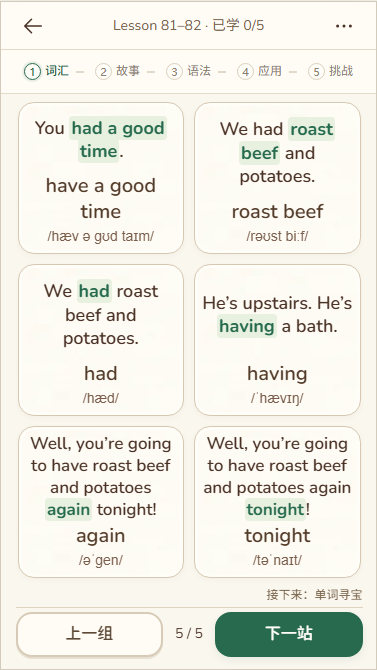 Lesson 81–82 · 已学 0/5
1 词汇 – 2 故事 – 3 语法 – 4 应用 – 5 挑战
You had a good
time.
have a good
time
/hæv ə gʊd taɪm/
We had roast
beef and
potatoes.
roast beef
/rəʊst biːf/
We had roast
beef and
potatoes.
had
/hæd/
He’s upstairs. He’s
having a bath.
having
/ˈhævɪŋ/
Well, you’re going
to have roast beef
and potatoes
again tonight!
again
/əˈgen/
Well, you’re going
to have roast beef
and potatoes again
tonight!
tonight
/təˈnaɪt/
接下来：单词寻宝
上一组 5 / 5 下一站